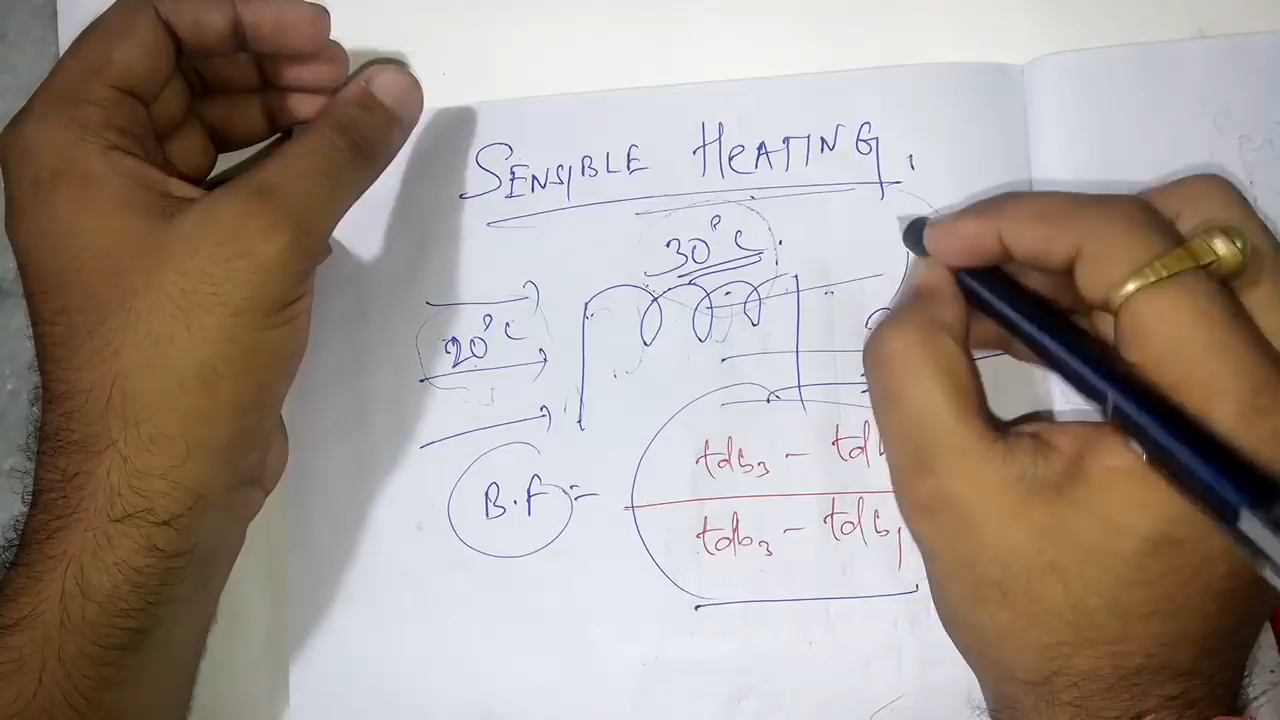 SENSIBLE HEATING.
30°C.
20°C
tdb₃ - td
B.F =
tdb₃ - tdb₁